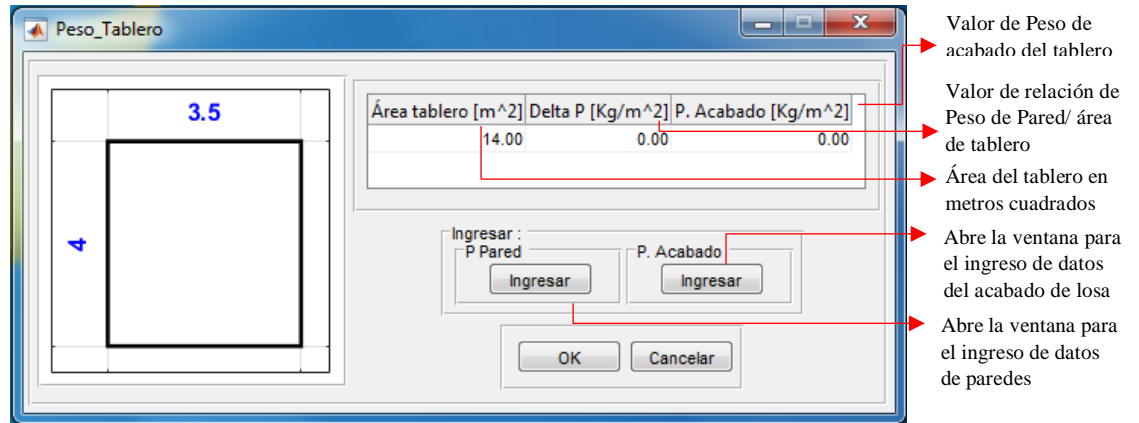 Peso_Tablero
3.5
4
Área tablero [m^2] Delta P [Kg/m^2] P. Acabado [Kg/m^2]
14.00 0.00 0.00
Ingresar :
P Pared
Ingresar
P. Acabado
Ingresar
OK
Cancelar
Valor de Peso de
acabado del tablero
Valor de relación de
Peso de Pared/ área
de tablero
Área del tablero en
metros cuadrados
Abre la ventana para
el ingreso de datos
del acabado de losa
Abre la ventana para
el ingreso de datos
de paredes